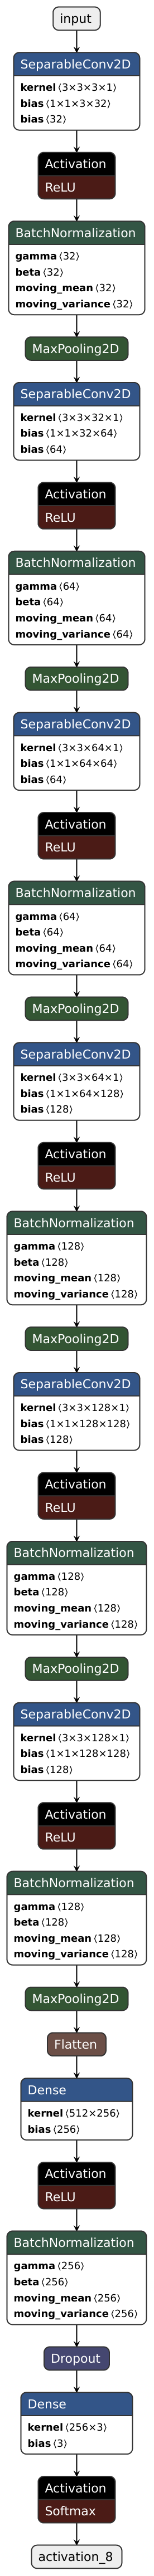 input
SeparableConv2D
kernel ⟨3×3×3×1⟩
bias ⟨1×1×3×32⟩
bias ⟨32⟩
Activation
ReLU
BatchNormalization
gamma ⟨32⟩
beta ⟨32⟩
moving_mean ⟨32⟩
moving_variance ⟨32⟩
MaxPooling2D
SeparableConv2D
kernel ⟨3×3×32×1⟩
bias ⟨1×1×32×64⟩
bias ⟨64⟩
Activation
ReLU
BatchNormalization
gamma ⟨64⟩
beta ⟨64⟩
moving_mean ⟨64⟩
moving_variance ⟨64⟩
MaxPooling2D
SeparableConv2D
kernel ⟨3×3×64×1⟩
bias ⟨1×1×64×64⟩
bias ⟨64⟩
Activation
ReLU
BatchNormalization
gamma ⟨64⟩
beta ⟨64⟩
moving_mean ⟨64⟩
moving_variance ⟨64⟩
MaxPooling2D
SeparableConv2D
kernel ⟨3×3×64×1⟩
bias ⟨1×1×64×128⟩
bias ⟨128⟩
Activation
ReLU
BatchNormalization
gamma ⟨128⟩
beta ⟨128⟩
moving_mean ⟨128⟩
moving_variance ⟨128⟩
MaxPooling2D
SeparableConv2D
kernel ⟨3×3×128×1⟩
bias ⟨1×1×128×128⟩
bias ⟨128⟩
Activation
ReLU
BatchNormalization
gamma ⟨128⟩
beta ⟨128⟩
moving_mean ⟨128⟩
moving_variance ⟨128⟩
MaxPooling2D
SeparableConv2D
kernel ⟨3×3×128×1⟩
bias ⟨1×1×128×128⟩
bias ⟨128⟩
Activation
ReLU
BatchNormalization
gamma ⟨128⟩
beta ⟨128⟩
moving_mean ⟨128⟩
moving_variance ⟨128⟩
MaxPooling2D
Flatten
Dense
kernel ⟨512×256⟩
bias ⟨256⟩
Activation
ReLU
BatchNormalization
gamma ⟨256⟩
beta ⟨256⟩
moving_mean ⟨256⟩
moving_variance ⟨256⟩
Dropout
Dense
kernel ⟨256×3⟩
bias ⟨3⟩
Activation
Softmax
activation_8